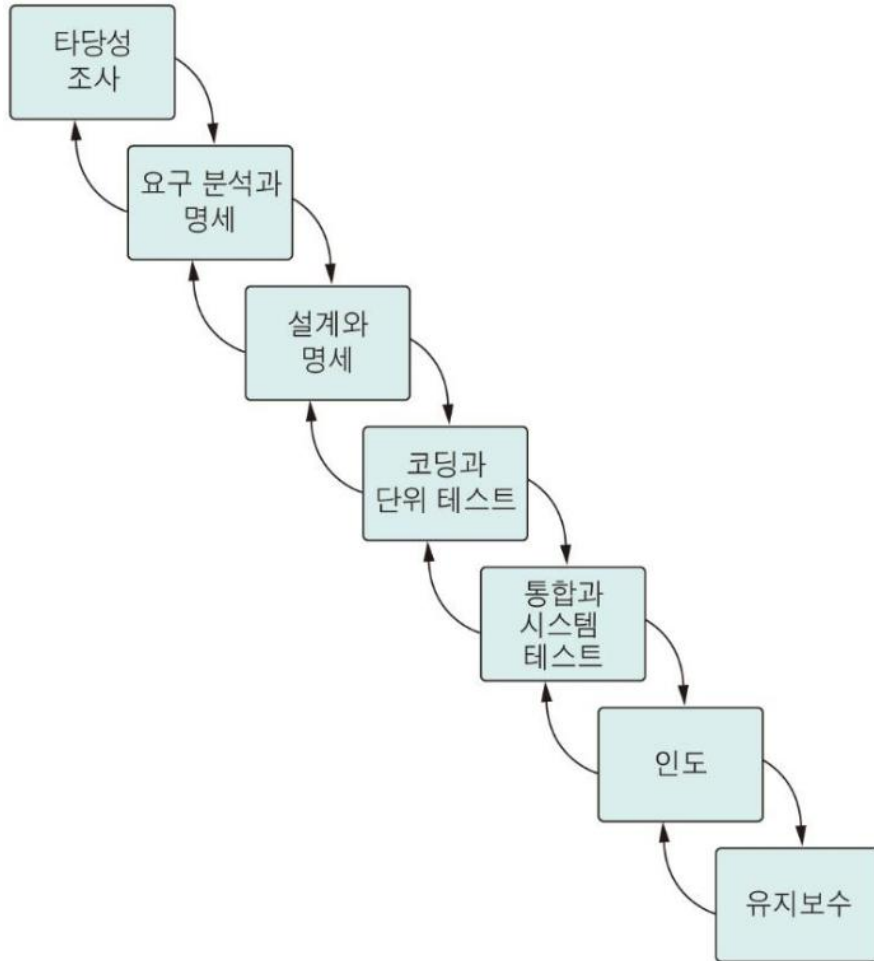 타당성
조사
요구 분석과
명세
설계와
명세
코딩과
단위 테스트
통합과
시스템
테스트
인도
유지보수